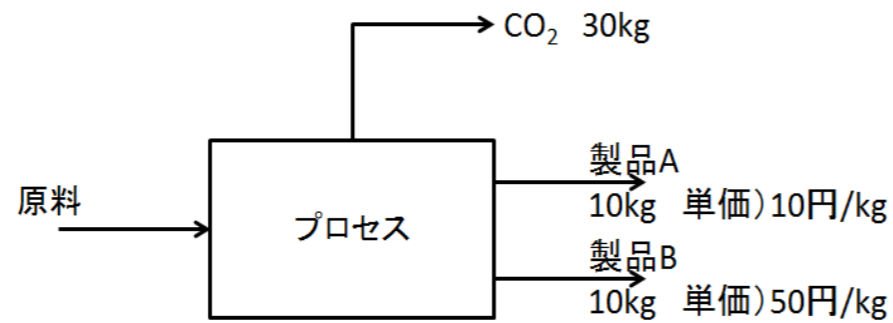 CO₂ 30kg
製品A
10kg 単価）10円/kg
原料
プロセス
製品B
10kg 単価）50円/kg